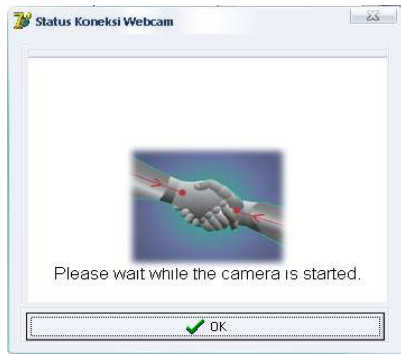 Status Koneksi Webcam
Please wait while the camera is started.
OK